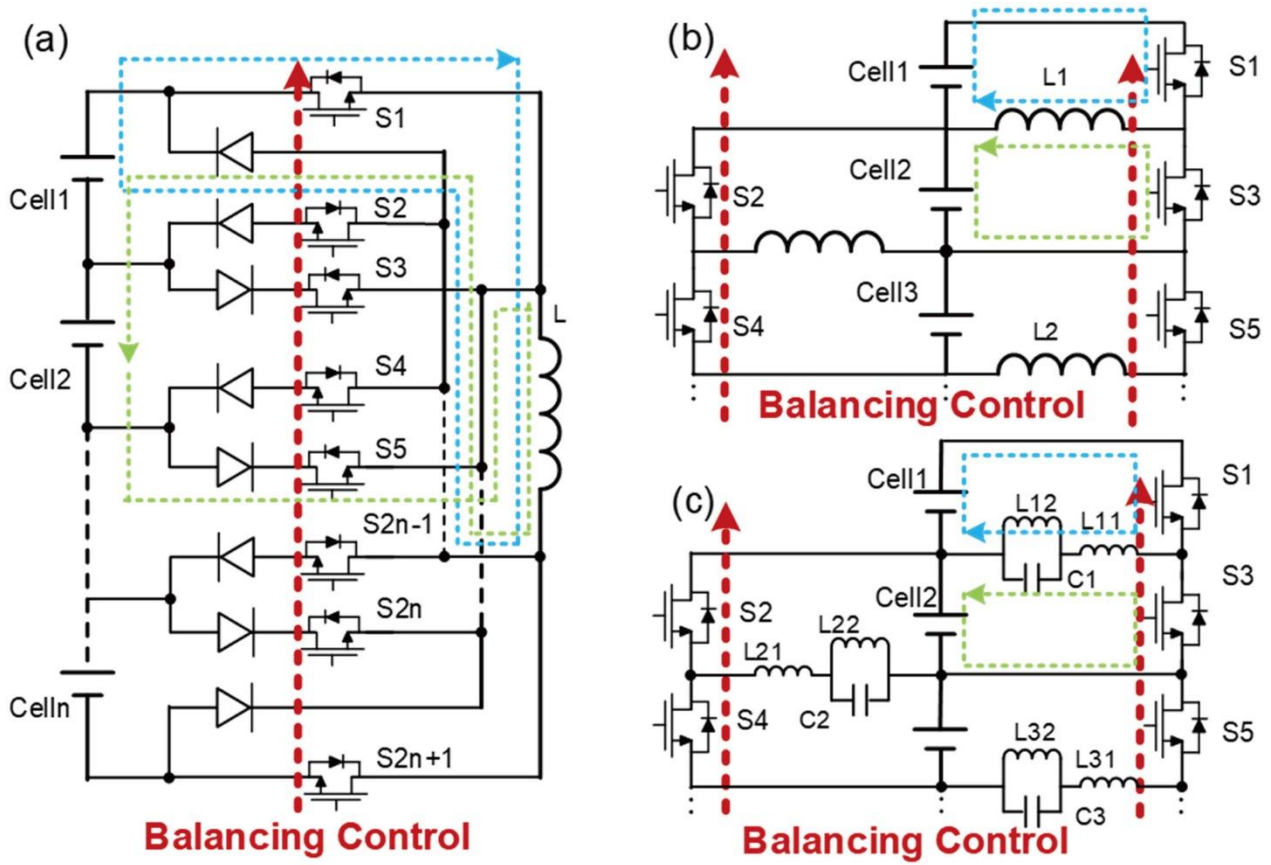 (a)
S1
Cell1
S2
S3
L
Cell2
S4
S5
S2n-1
S2n
Celln
S2n+1
Balancing Control
(b)
Cell1
L1
S1
S2
Cell2
S3
Cell3
S4
L2
S5
Balancing Control
(c)
Cell1
S1
L12
L11
C1
S2
Cell2
S3
L21
L22
C2
S4
L32
L31
C3
S5
Balancing Control